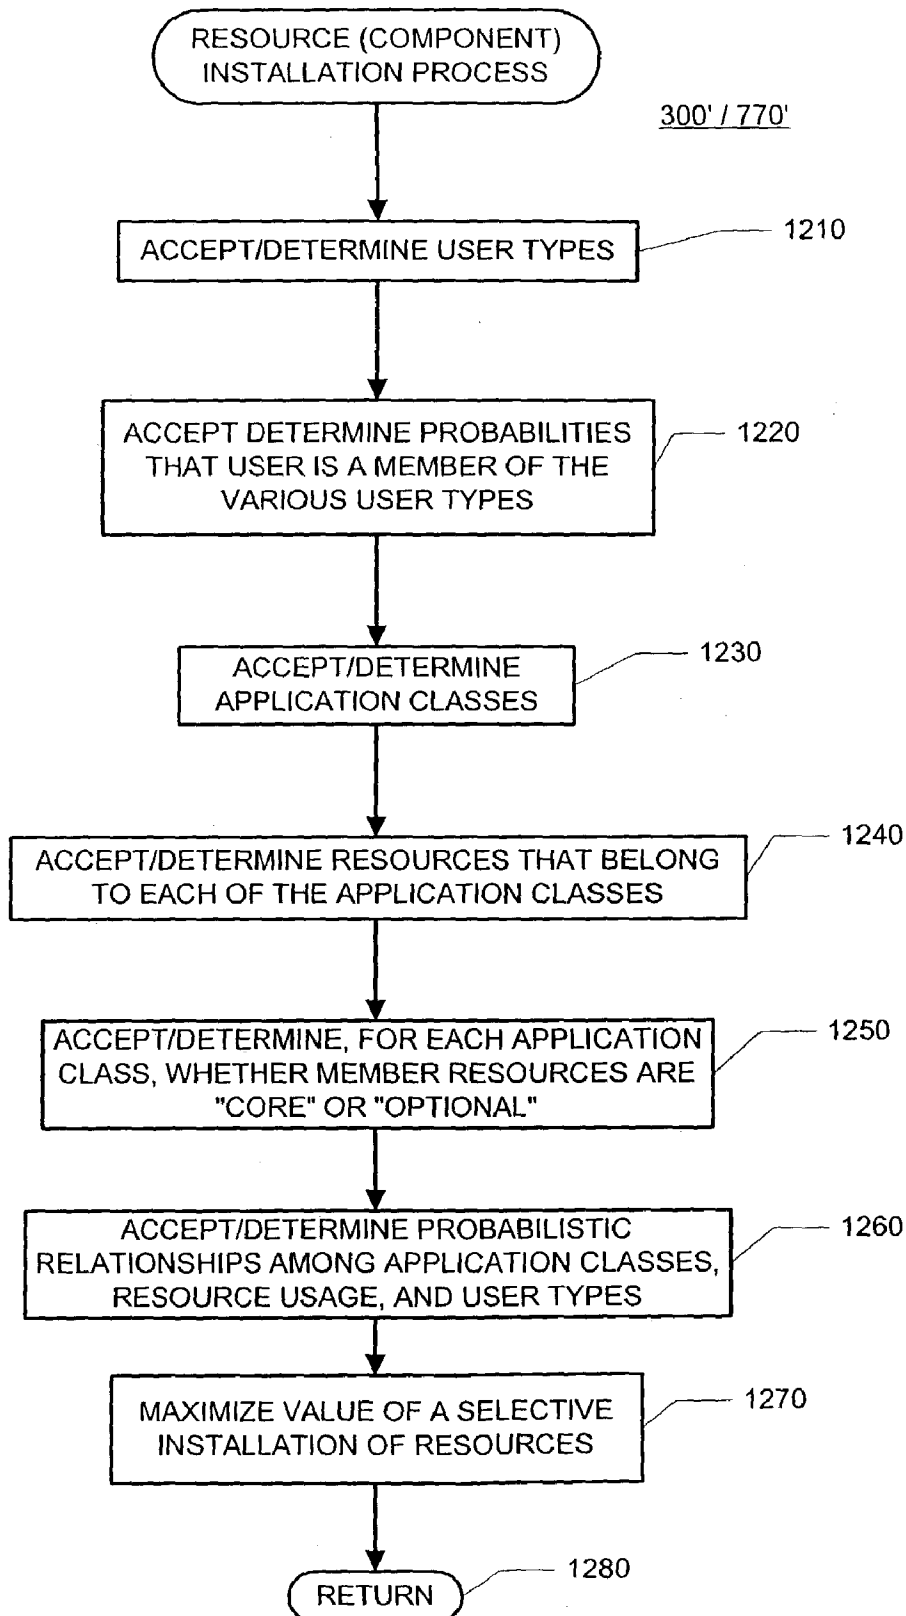 RESOURCE (COMPONENT)
INSTALLATION PROCESS
300' / 770'
ACCEPT/DETERMINE USER TYPES
1210
ACCEPT DETERMINE PROBABILITIES
THAT USER IS A MEMBER OF THE
VARIOUS USER TYPES
1220
ACCEPT/DETERMINE
APPLICATION CLASSES
1230
ACCEPT/DETERMINE RESOURCES THAT BELONG
TO EACH OF THE APPLICATION CLASSES
1240
ACCEPT/DETERMINE, FOR EACH APPLICATION
CLASS, WHETHER MEMBER RESOURCES ARE
"CORE" OR "OPTIONAL"
1250
ACCEPT/DETERMINE PROBABILISTIC
RELATIONSHIPS AMONG APPLICATION CLASSES,
RESOURCE USAGE, AND USER TYPES
1260
MAXIMIZE VALUE OF A SELECTIVE
INSTALLATION OF RESOURCES
1270
RETURN
1280